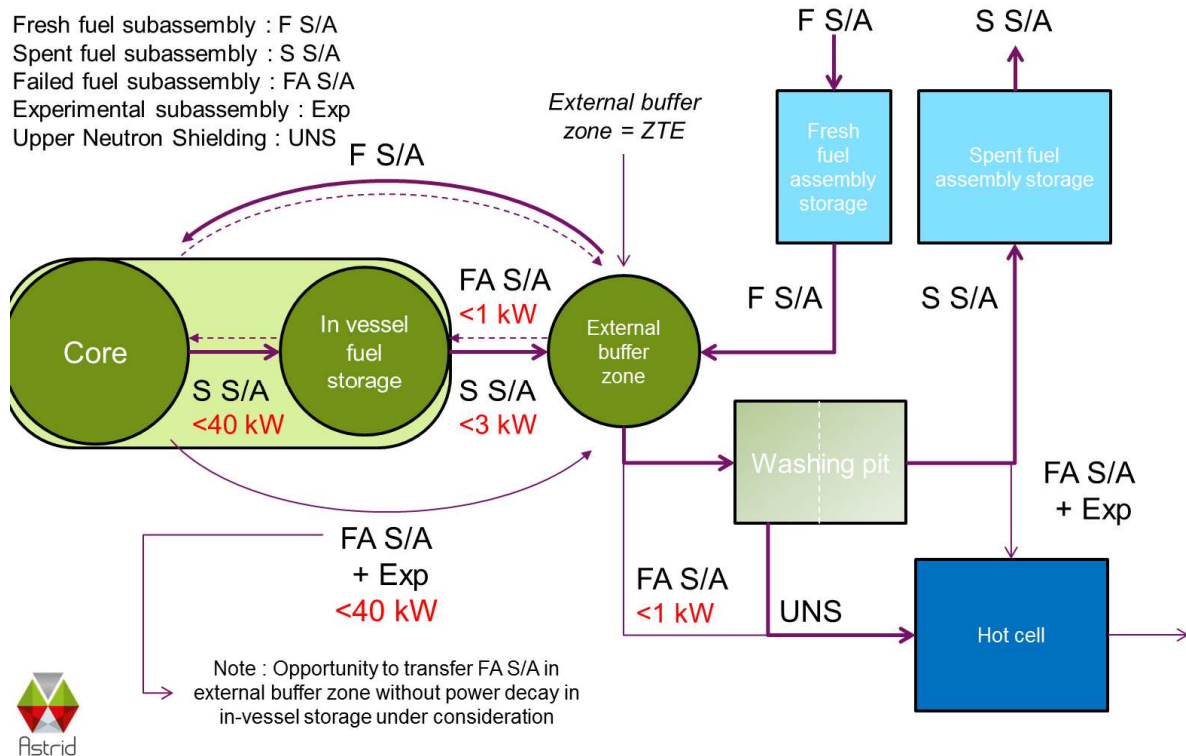 Fresh fuel subassembly : F S/A
Spent fuel subassembly : S S/A
Failed fuel subassembly : FA S/A
Experimental subassembly : Exp
Upper Neutron Shielding : UNS
F S/A
S S/A
External buffer
zone = ZTE
Fresh
fuel
assembly
storage
Spent fuel
assembly storage
F S/A
FA S/A
<1 kW
F S/A
S S/A
Core
In vessel
fuel
storage
External
buffer
zone
S S/A
<40 kW
S S/A
<3 kW
Washing pit
FA S/A
+ Exp
FA S/A
+ Exp
<40 kW
FA S/A
<1 kW
UNS
Hot cell
Note : Opportunity to transfer FA S/A in
external buffer zone without power decay in
in-vessel storage under consideration
Astrid